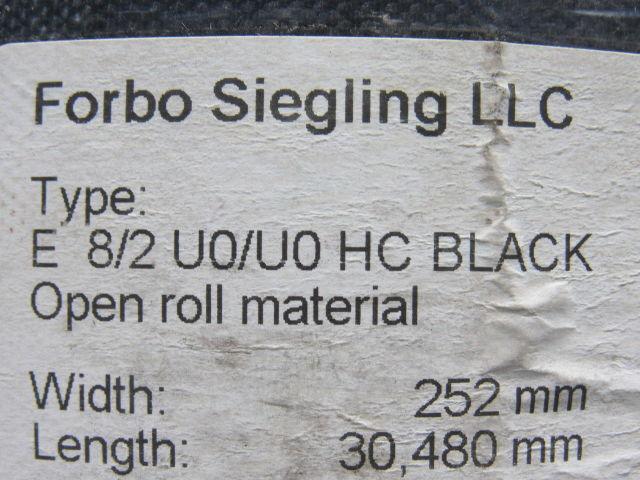 Forbo Siegling LLC
Type:
E 8/2 U0/U0 HC BLACK
Open roll material
Width: 252 mm
Length: 30,480 mm